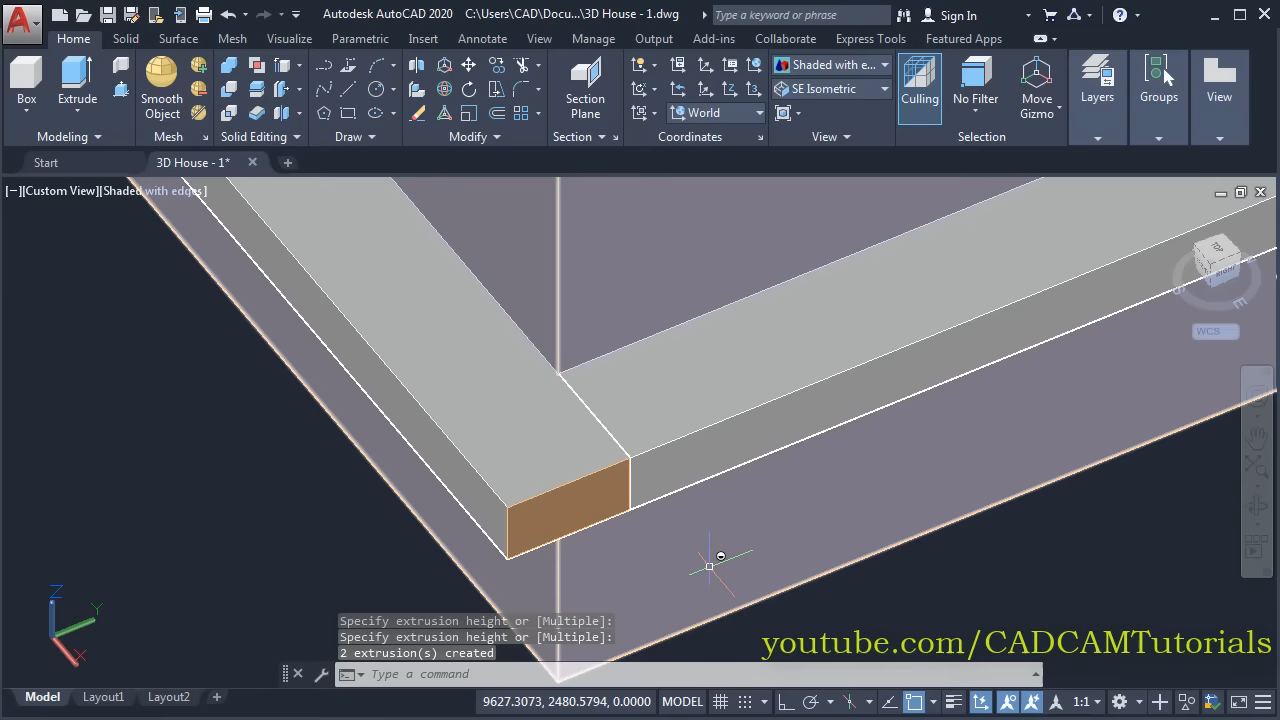 Autodesk AutoCAD 2020 C:\Users\CAD\Docu...\3D House - 1.dwg
Type a keyword or phrase
Sign In
Home Solid Surface Mesh Visualize Parametric Insert Annotate View Manage Output Add-ins Collaborate Express Tools Featured Apps
Box
Extrude
Smooth
Object
Section
Plane
World
Shaded with e...
SE Isometric
Culling
No Filter
Move
Gizmo
Layers
Groups
View
Modeling
Mesh
Solid Editing
Draw
Modify
Section
Coordinates
View
Selection
Start
3D House - 1*
[−][Custom View][Shaded with edges]
TOP
RIGHT
S
E
WCS
Z
Y
X
Specify extrusion height or [Multiple]:
Specify extrusion height or [Multiple]:
2 extrusion(s) created
Type a command
youtube.com/CADCAMTutorials
Model Layout1 Layout2
9627.3073, 2480.5794, 0.0000 MODEL
1:1